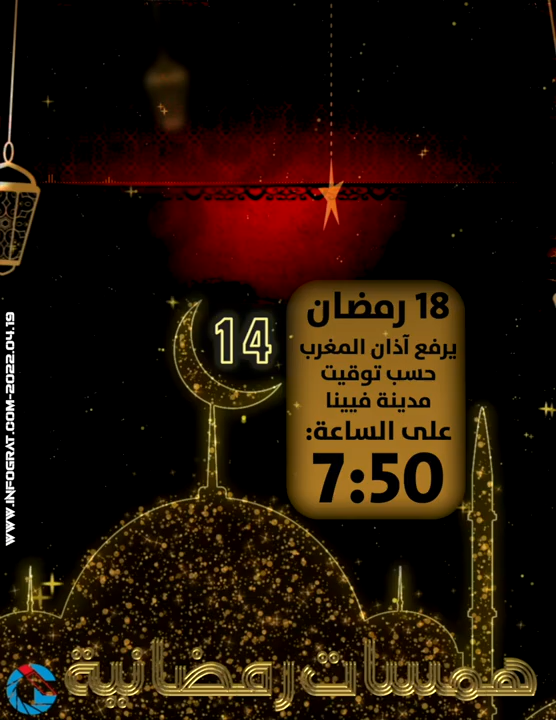 14
18 رمضان
يرفع آذان المغرب
حسب توقيت
مدينة فيينا
على الساعة:
7:50
WWW.INFOGRAT.COM-2022.04.19
همسات رمضانية